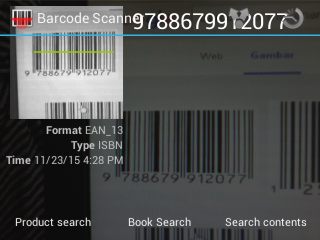 Barcode Scanner
9788679912077
Web
Gambar
9 788679 912077
9 788679 912077
Format EAN_13
Type ISBN
Time 11/23/15 4:28 PM
Product search
Book Search
Search contents